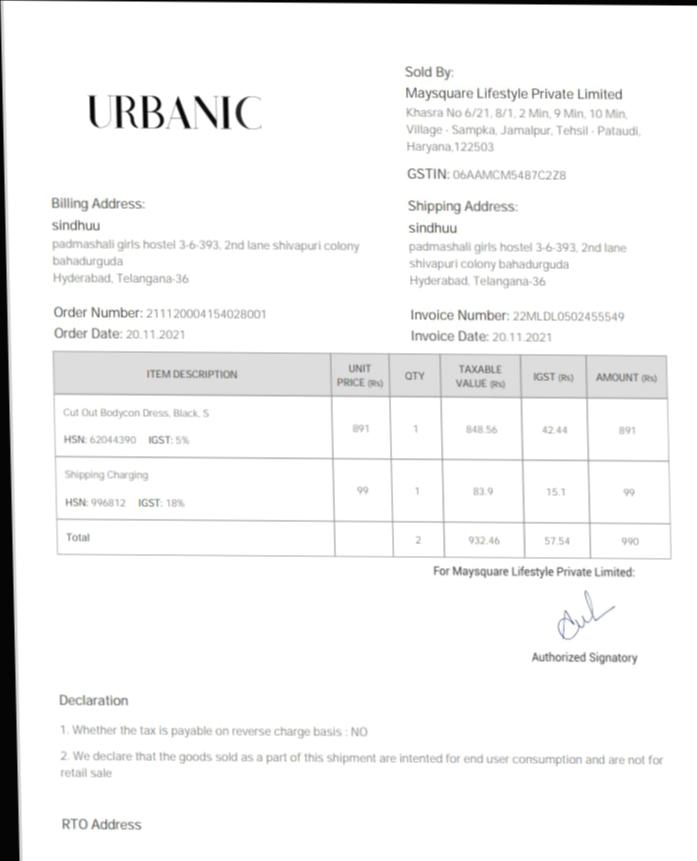 URBANIC
Sold By:
Maysquare Lifestyle Private Limited
Khasra No 6/21, 8/1, 2 Min, 9 Min, 10 Min,
Village - Sampka, Jamalpur, Tehsil - Pataudi,
Haryana,122503
GSTIN: 06AAMCM5487C2Z8
Billing Address:
sindhuu
padmashali girls hostel 3-6-393, 2nd lane shivapuri colony
bahadurguda
Hyderabad, Telangana-36
Shipping Address:
sindhuu
padmashali girls hostel 3-6-393, 2nd lane
shivapuri colony bahadurguda
Hyderabad, Telangana-36
Order Number: 211120004154028001
Order Date: 20.11.2021
Invoice Number: 22MLDL0502455549
Invoice Date: 20.11.2021
ITEM DESCRIPTION UNIT PRICE (Rs) QTY TAXABLE VALUE (Rs) IGST (Rs) AMOUNT (Rs)
Cut Out Bodycon Dress, Black, S
HSN: 62044390 IGST: 5% 891 1 848.56 42.44 891
Shipping Charging
HSN: 996812 IGST: 18% 99 1 83.9 15.1 99
Total 2 932.46 57.54 990
For Maysquare Lifestyle Private Limited:
Authorized Signatory
Declaration
1. Whether the tax is payable on reverse charge basis : NO
2. We declare that the goods sold as a part of this shipment are intented for end user consumption and are not for
retail sale
RTO Address